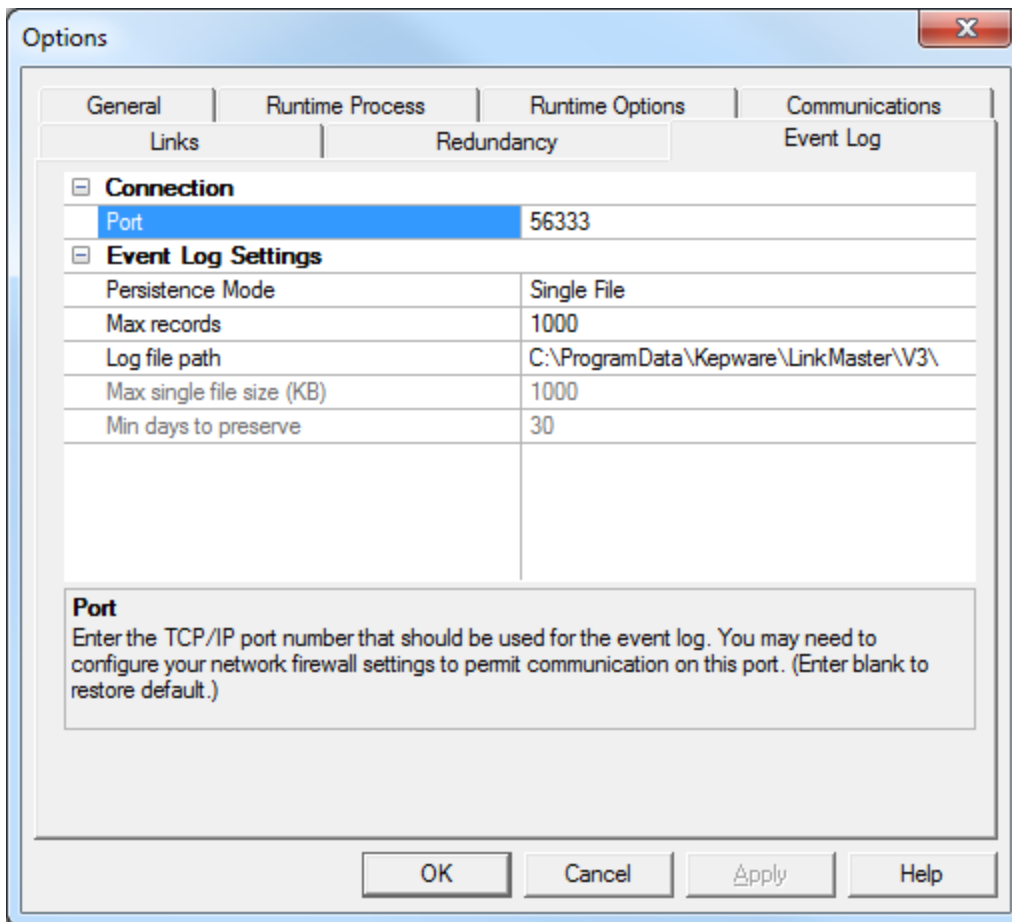 Options
General Runtime Process Runtime Options Communications
Links Redundancy Event Log
Connection
Port 56333
Event Log Settings
Persistence Mode Single File
Max records 1000
Log file path C:\ProgramData\Kepware\LinkMaster\V3\
Max single file size (KB) 1000
Min days to preserve 30
Port
Enter the TCP/IP port number that should be used for the event log. You may need to
configure your network firewall settings to permit communication on this port. (Enter blank to
restore default.)
OK Cancel Apply Help